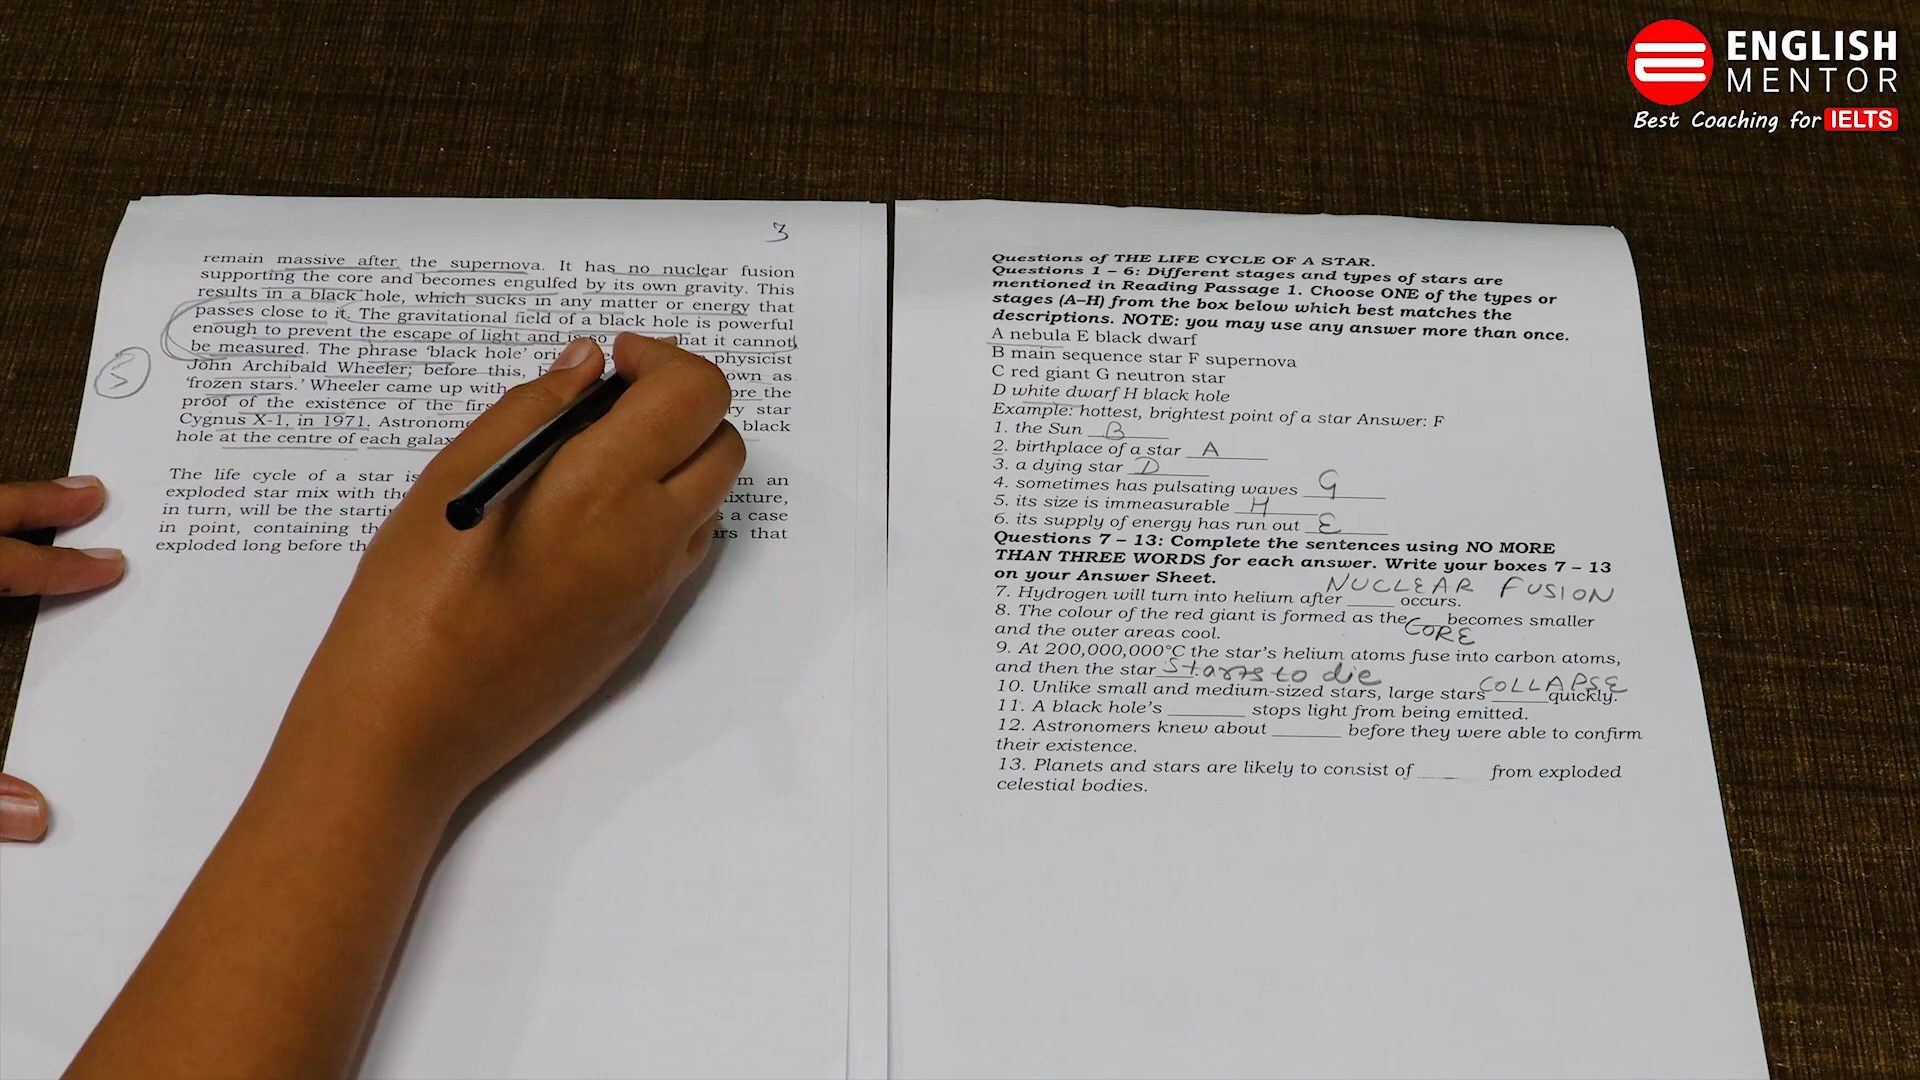 ENGLISH
MENTOR
Best Coaching for IELTS
3
remain massive after the supernova. It has no nuclear fusion
supporting the core and becomes engulfed by its own gravity. This
results in a black hole, which sucks in any matter or energy that
passes close to it. The gravitational field of a black hole is powerful
enough to prevent the escape of light and is so that it cannot
be measured. The phrase 'black hole' physicist
John Archibald Wheeler; before this, as
'frozen stars.' Wheeler came up with the
proof of the existence of the star
Cygnus X-1, in 1971. black
hole at the centre of each
5
The life cycle of a star an
exploded star mix with
in turn, will be the a case
in point, containing that
exploded long before
Questions of THE LIFE CYCLE OF A STAR.
Questions 1 – 6: Different stages and types of stars are
mentioned in Reading Passage 1. Choose ONE of the types or
stages (A–H) from the box below which best matches the
descriptions. NOTE: you may use any answer more than once.
A nebula E black dwarf
B main sequence star F supernova
C red giant G neutron star
D white dwarf H black hole
Example: hottest, brightest point of a star Answer: F
1. the Sun B
2. birthplace of a star A
3. a dying star D
4. sometimes has pulsating waves G
5. its size is immeasurable H
6. its supply of energy has run out E
Questions 7 – 13: Complete the sentences using NO MORE
THAN THREE WORDS for each answer. Write your boxes 7 – 13
on your Answer Sheet.
NUCLEAR FUSION
7. Hydrogen will turn into helium after _____ occurs.
8. The colour of the red giant is formed as the CORE becomes smaller
and the outer areas cool.
9. At 200,000,000°C the star's helium atoms fuse into carbon atoms,
and then the star starts to die
10. Unlike small and medium-sized stars, large stars COLLAPSE quickly.
11. A black hole's _______ stops light from being emitted.
12. Astronomers knew about _______ before they were able to confirm
their existence.
13. Planets and stars are likely to consist of ____ from exploded
celestial bodies.